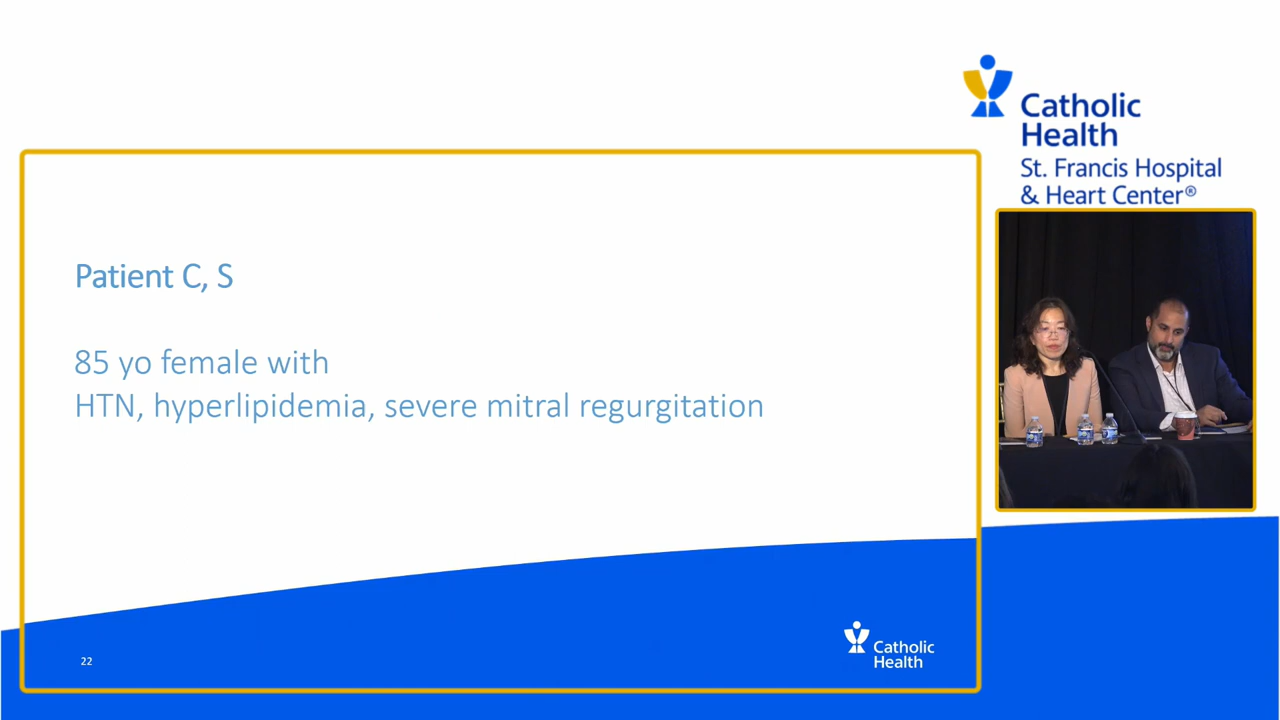 Catholic
Health
St. Francis Hospital
& Heart Center®
Patient C, S
85 yo female with
HTN, hyperlipidemia, severe mitral regurgitation
22
Catholic
Health